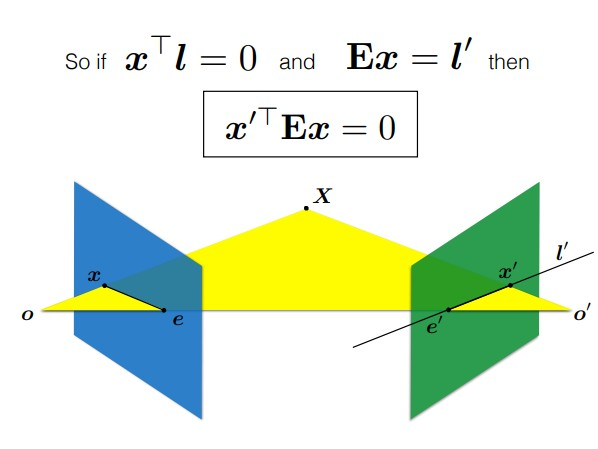 So if x⊤l = 0 and Ex = l′ then
x′⊤Ex = 0
X
l′
x x′
o o′
e e′